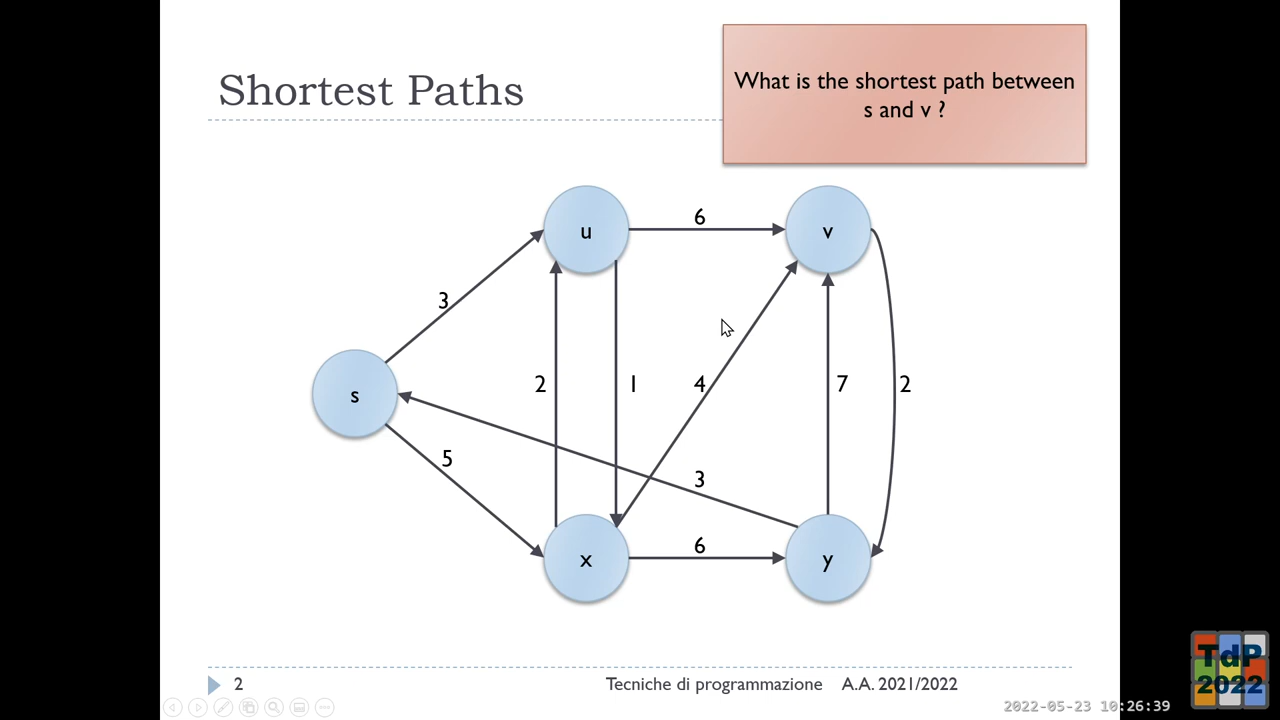 Shortest Paths
What is the shortest path between
s and v ?
u
6
v
3
s
2
1
4
7
2
5
3
x
6
y
2
Tecniche di programmazione
A.A. 2021/2022
TdP
2022
2022-05-23 10:26:39